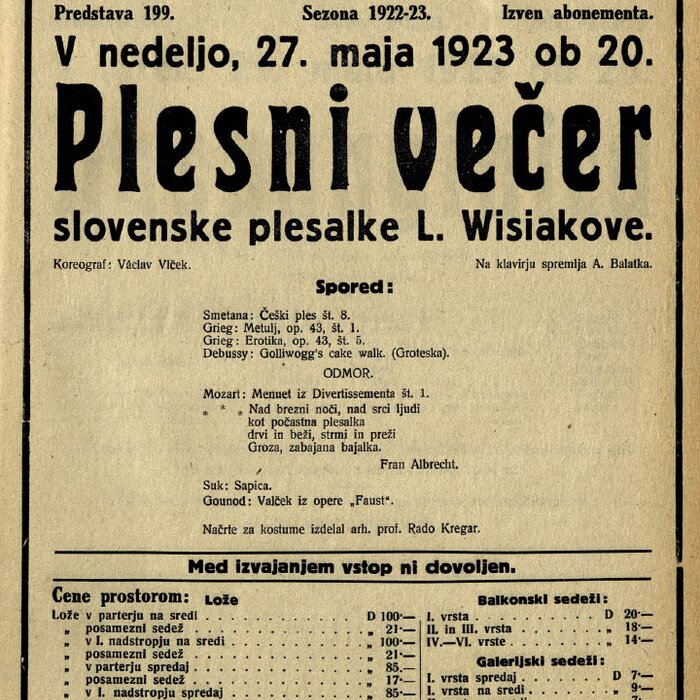 Predstava 199. Sezona 1922-23. Izven abonementa.
V nedeljo, 27. maja 1923 ob 20.
Plesni večer
slovenske plesalke L. Wisiakove.
Koreograf: Václav Vlček. Na klavirju spremlja A. Balatka.
Spored:
Smetana: Češki ples št. 8.
Grieg: Metulj, op. 43, št. 1.
Grieg: Erotika, op. 43, št. 5.
Debussy: Golliwogg's cake walk. (Groteska).
ODMOR.
Mozart: Menuet iz Divertissementa št. 1.
* * * Nad brezni noči, nad srci ljudi
kot počastna plesalka
drvi in beži, strmi in preži
Groza, zabajana bajalka.
Fran Albrecht.
Suk: Sapica.
Gounod: Valček iz opere „Faust“.
Načrte za kostume izdelal arh. prof. Rado Kregar.
Med izvajanjem vstop ni dovoljen.
Cene prostorom: Lože
Lože v parterju na sredi D 100·—
„ posamezni sedež „ 21·—
„ v I. nadstropju na sredi „ 100·—
„ posamezni sedež „ 21·—
„ v parterju spredaj „ 85.—
„ posamezni sedež „ 17·—
„ v I. nadstropju spredaj „ 85·—
Balkonski sedeži:
I. vrsta D 20·—
II. in III. vrsta „ 18·—
IV.—VI. vrste „ 14·—
Galerijski sedeži:
I. vrsta spredaj D 7·—
I. vrsta na sredi „ 9·—